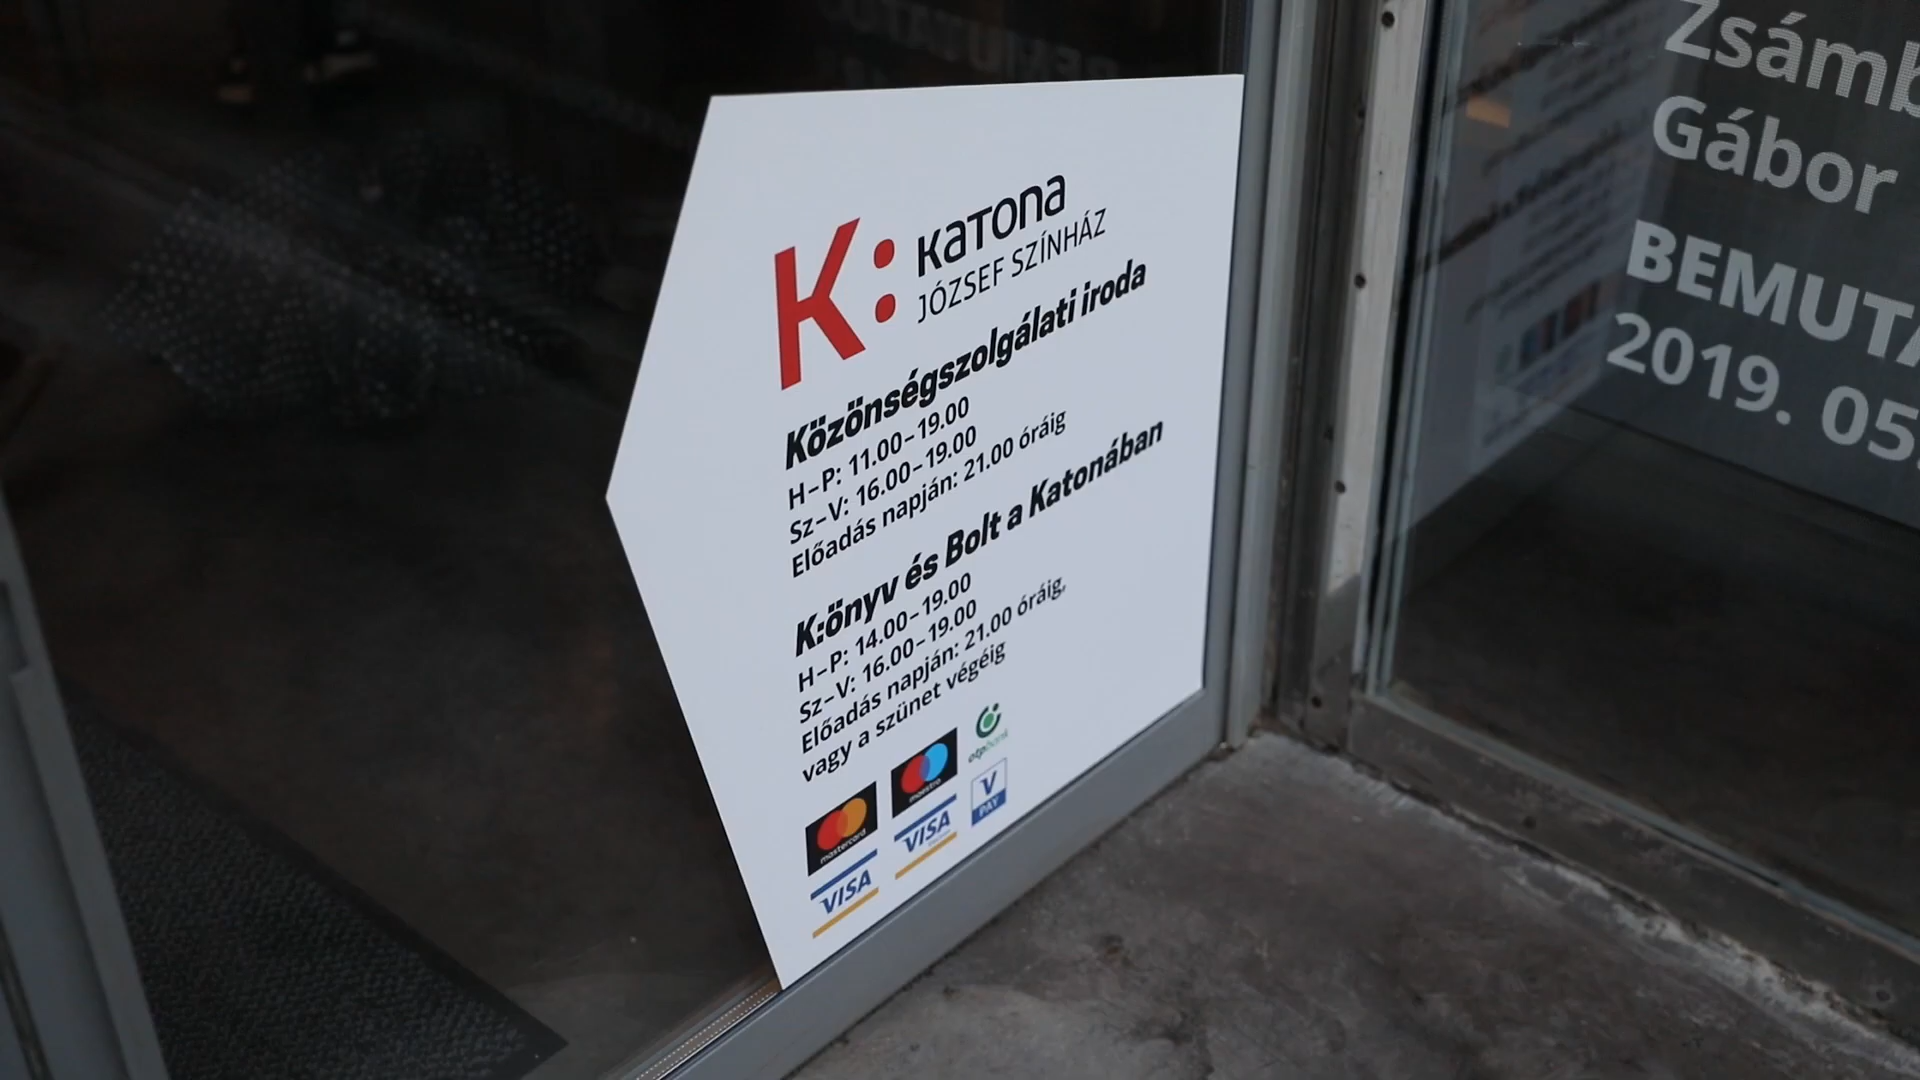 K:
KATONA
JÓZSEF SZÍNHÁZ
Közönségszolgálati iroda
H–P: 11.00–19.00
Sz–V: 16.00–19.00
Előadás napján: 21.00 óráig
K:önyv és Bolt a Katonában
H–P: 14.00–19.00
Sz–V: 16.00–19.00
Előadás napján: 21.00 óráig,
vagy a szünet végéig
mastercard
maestro
otpbank
VISA
VISA
V
PAY
Zsámb
Gábor
BEMUTA
2019. 05.